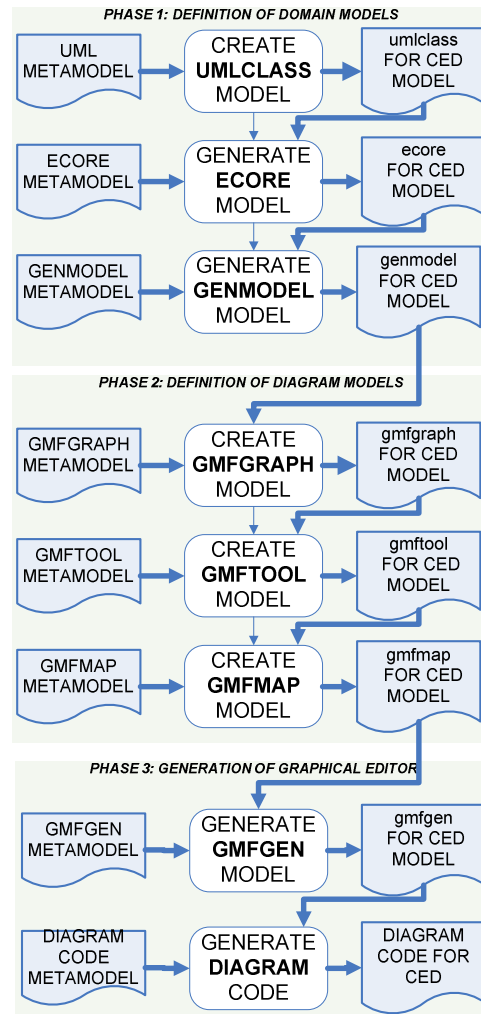 PHASE 1: DEFINITION OF DOMAIN MODELS
UML
METAMODEL
CREATE
UMLCLASS
MODEL
umlclass
FOR CED
MODEL
ECORE
METAMODEL
GENERATE
ECORE
MODEL
ecore
FOR CED
MODEL
GENMODEL
METAMODEL
GENERATE
GENMODEL
MODEL
genmodel
FOR CED
MODEL
PHASE 2: DEFINITION OF DIAGRAM MODELS
GMFGRAPH
METAMODEL
CREATE
GMFGRAPH
MODEL
gmfgraph
FOR CED
MODEL
GMFTOOL
METAMODEL
CREATE
GMFTOOL
MODEL
gmftool
FOR CED
MODEL
GMFMAP
METAMODEL
CREATE
GMFMAP
MODEL
gmfmap
FOR CED
MODEL
PHASE 3: GENERATION OF GRAPHICAL EDITOR
GMFGEN
METAMODEL
GENERATE
GMFGEN
MODEL
gmfgen
FOR CED
MODEL
DIAGRAM
CODE
METAMODEL
GENERATE
DIAGRAM
CODE
DIAGRAM
CODE FOR
CED